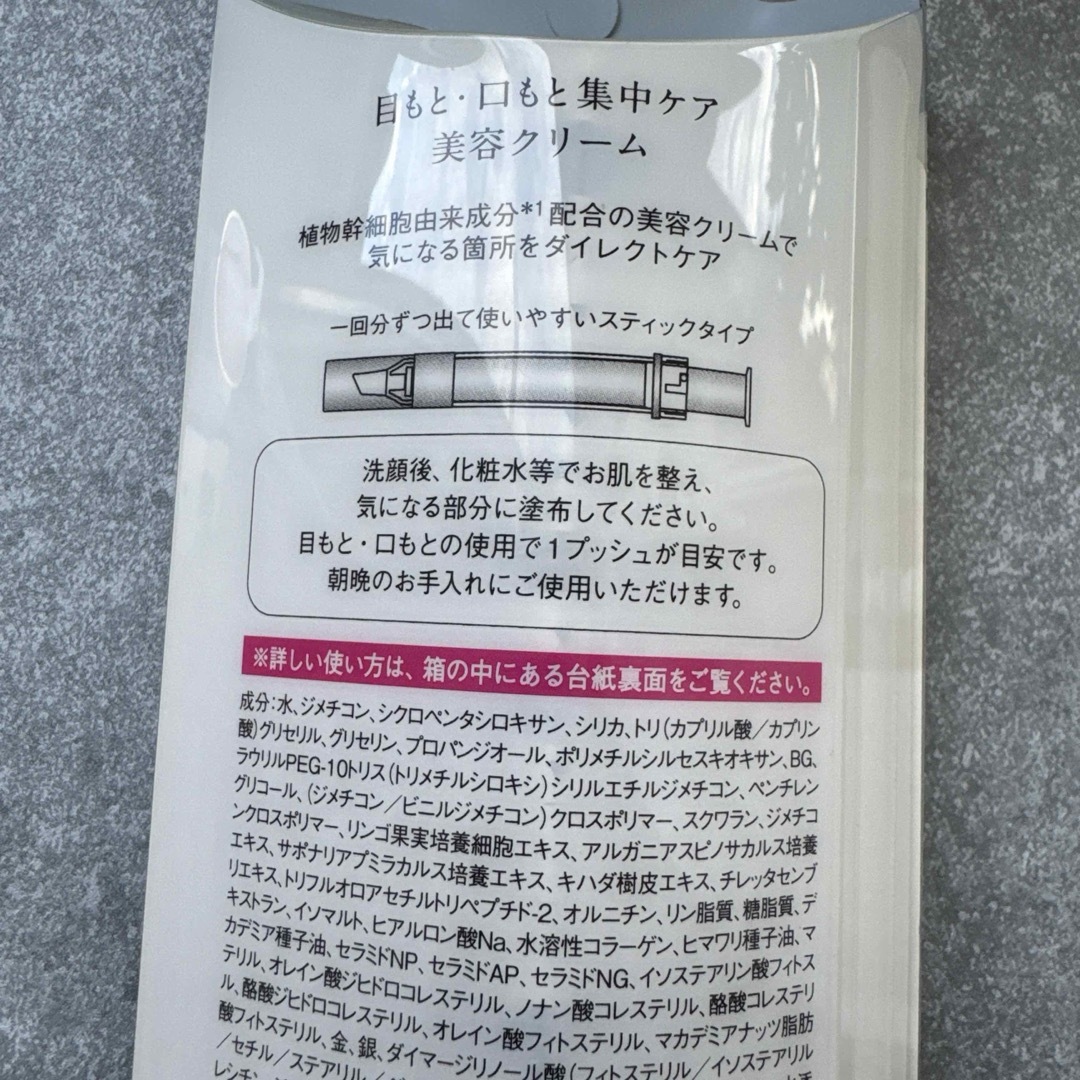 目もと・口もと集中ケア
美容クリーム
植物幹細胞由来成分*1配合の美容クリームで
気になる箇所をダイレクトケア
一回分ずつ出て使いやすいスティックタイプ
洗顔後、化粧水等でお肌を整え、
気になる部分に塗布してください。
目もと・口もとの使用で1プッシュが目安です。
朝晩のお手入れにご使用いただけます。
※詳しい使い方は、箱の中にある台紙裏面をご覧ください。
成分:水、ジメチコン、シクロペンタシロキサン、シリカ、トリ(カプリル酸/カプリン
酸)グリセリル、グリセリン、プロパンジオール、ポリメチルシルセスキオキサン、BG、
ラウリルPEG-10トリス(トリメチルシロキシ)シリルエチルジメチコン、ペンチレン
グリコール、(ジメチコン/ビニルジメチコン)クロスポリマー、スクワラン、ジメチコ
ンクロスポリマー、リンゴ果実培養細胞エキス、アルガニアスピノサカルス培養
エキス、サポナリアプミラカルス培養エキス、キハダ樹皮エキス、チレッタセンブ
リエキス、トリフルオロアセチルトリペプチド-2、オルニチン、リン脂質、糖脂質、デ
キストラン、イソマルト、ヒアルロン酸Na、水溶性コラーゲン、ヒマワリ種子油、マ
カデミア種子油、セラミドNP、セラミドAP、セラミドNG、イソステアリン酸フィトス
テリル、オレイン酸ジヒドロコレステリル、ノナン酸コレステリル、酪酸コレステリ
ル、酪酸ジヒドロコレステリル、オレイン酸フィトステリル、マカデミアナッツ脂肪
酸フィトステリル、金、銀、ダイマージリノール酸(フィトステリル/イソステアリル
/セチル/ステアリル/
レシチン、